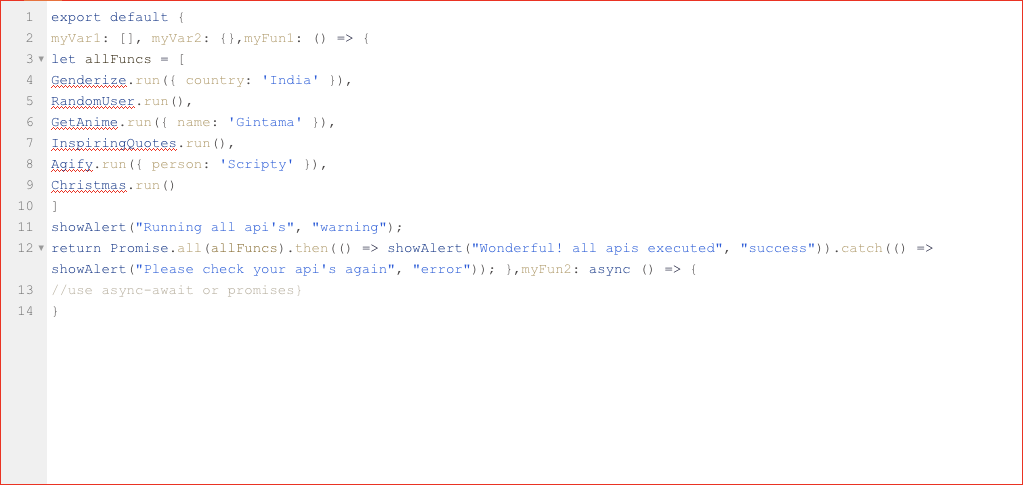 1 export default {
2 myVar1: [], myVar2: {},myFun1: () => {
3 let allFuncs = [
4 Genderize.run({ country: 'India' }),
5 RandomUser.run(),
6 GetAnime.run({ name: 'Gintama' }),
7 InspiringQuotes.run(),
8 Agify.run({ person: 'Scripty' }),
9 Christmas.run()
10 ]
11 showAlert("Running all api's", "warning");
12 return Promise.all(allFuncs).then(() => showAlert("Wonderful! all apis executed", "success")).catch(() =>
showAlert("Please check your api's again", "error")); },myFun2: async () => {
13 //use async-await or promises}
14 }